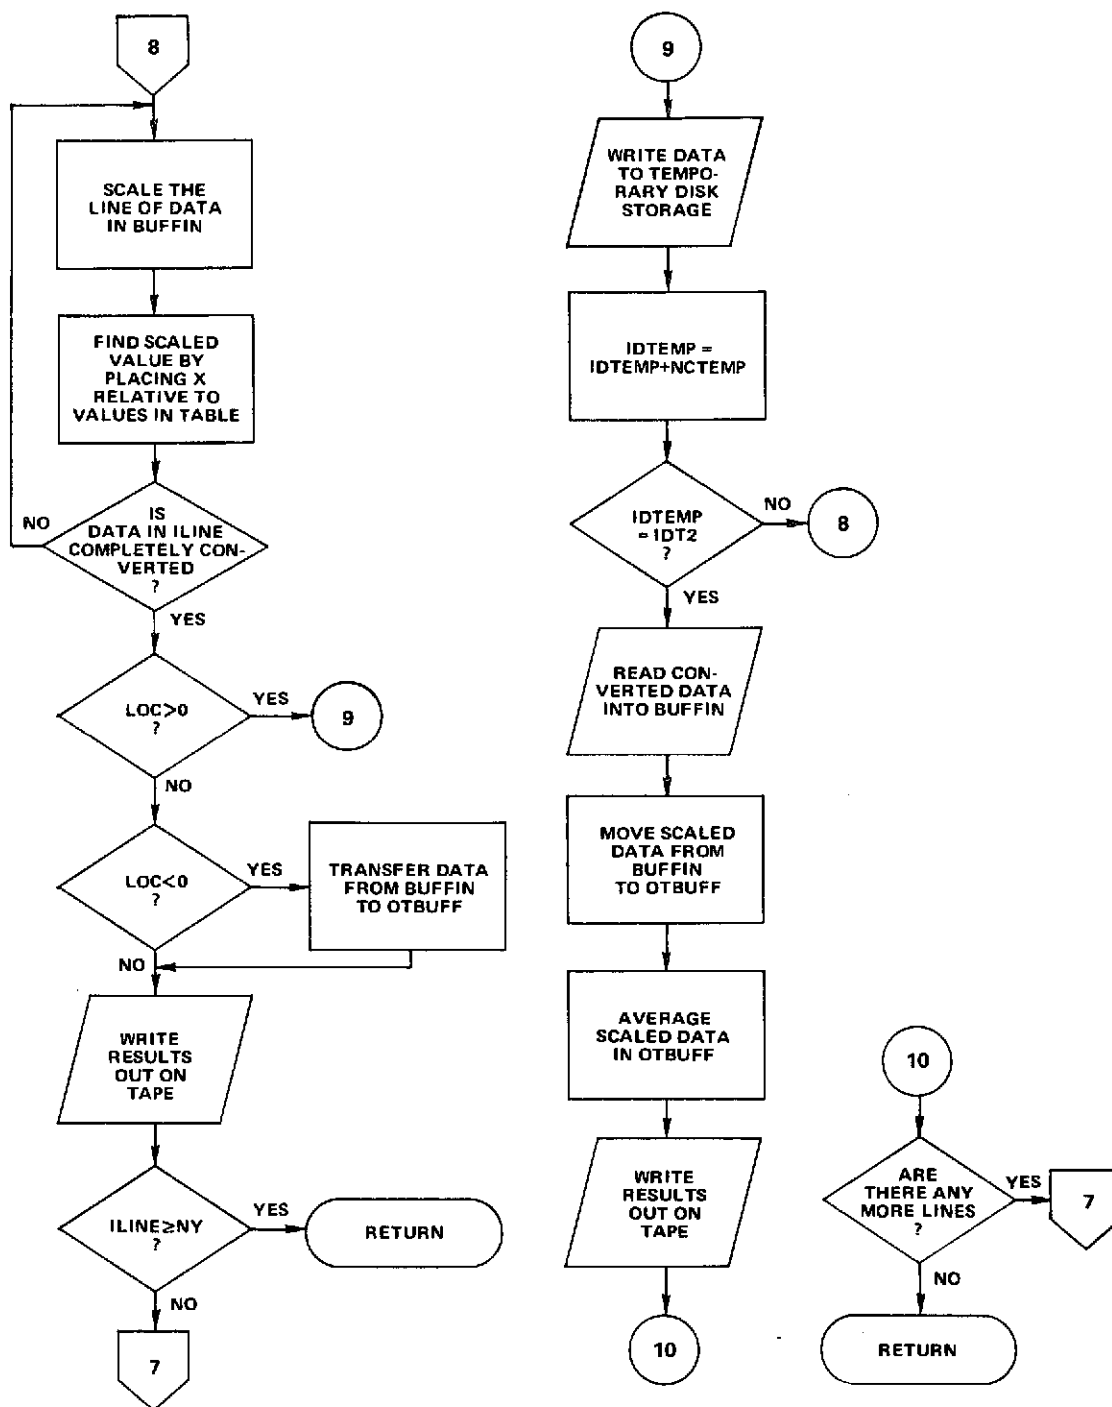 8
SCALE THE
LINE OF DATA
IN BUFFIN
FIND SCALED
VALUE BY
PLACING X
RELATIVE TO
VALUES IN TABLE
NO
IS
DATA IN ILINE
COMPLETELY CON-
VERTED
?
YES
LOC>0
?
YES
9
NO
LOC<0
?
YES
TRANSFER DATA
FROM BUFFIN
TO OTBUFF
NO
WRITE
RESULTS
OUT ON
TAPE
ILINE≥NY
?
YES
RETURN
NO
7
9
WRITE DATA
TO TEMPO-
RARY DISK
STORAGE
IDTEMP =
IDTEMP+NCTEMP
IDTEMP
= IDT2
?
NO
8
YES
READ CON-
VERTED DATA
INTO BUFFIN
MOVE SCALED
DATA FROM
BUFFIN
TO OTBUFF
AVERAGE
SCALED DATA
IN OTBUFF
WRITE
RESULTS
OUT ON
TAPE
10
10
ARE
THERE ANY
MORE LINES
?
YES
7
NO
RETURN